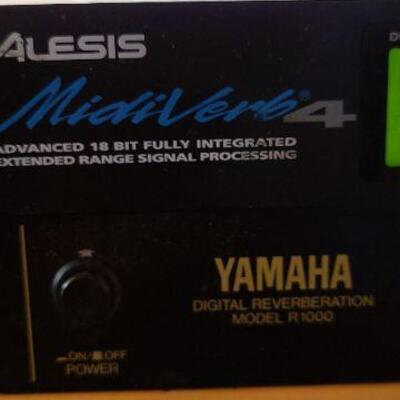 ALESIS
MidiVerb 4
ADVANCED 18 BIT FULLY INTEGRATED
EXTENDED RANGE SIGNAL PROCESSING
YAMAHA
DIGITAL REVERBERATION
MODEL R1000
ON/OFF
POWER